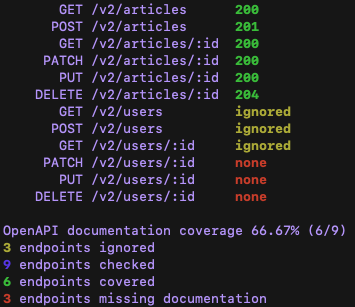 GET /v2/articles 200
POST /v2/articles 201
GET /v2/articles/:id 200
PATCH /v2/articles/:id 200
PUT /v2/articles/:id 200
DELETE /v2/articles/:id 204
GET /v2/users ignored
POST /v2/users ignored
GET /v2/users/:id ignored
PATCH /v2/users/:id none
PUT /v2/users/:id none
DELETE /v2/users/:id none
OpenAPI documentation coverage 66.67% (6/9)
3 endpoints ignored
9 endpoints checked
6 endpoints covered
3 endpoints missing documentation